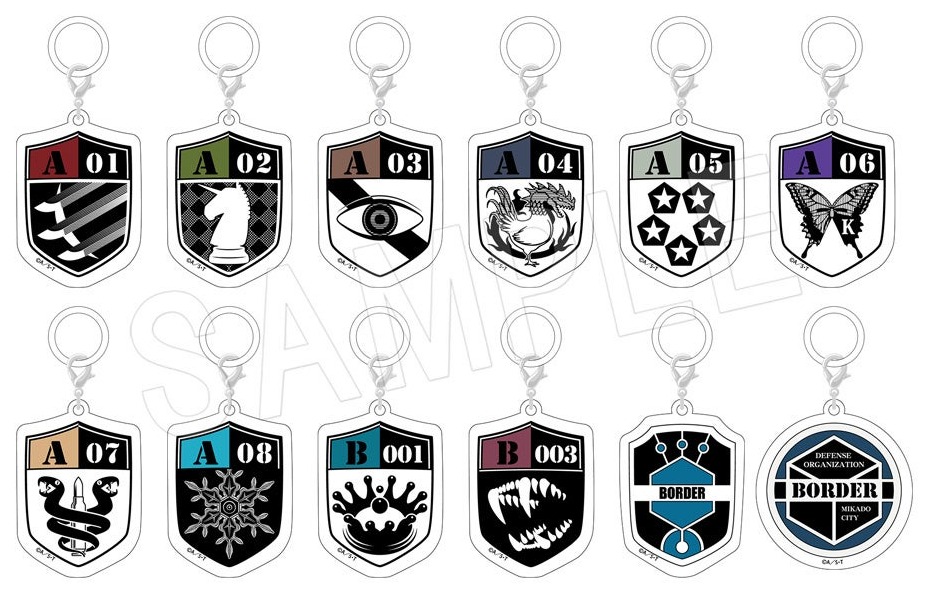 A 01
A 02
A 03
A 04
A 05
A 06
K
©A/S・T
©A/S・T
©A/S・T
©A/S・T
©A/S・T
©A/S・T
SAMPLE
A 07
A 08
B 001
B 003
BORDER
DEFENSE
ORGANIZATION
BORDER
MIKADO
CITY
©A/S・T
©A/S・T
©A/S・T
©A/S・T
©A/S・T
©A/S・T